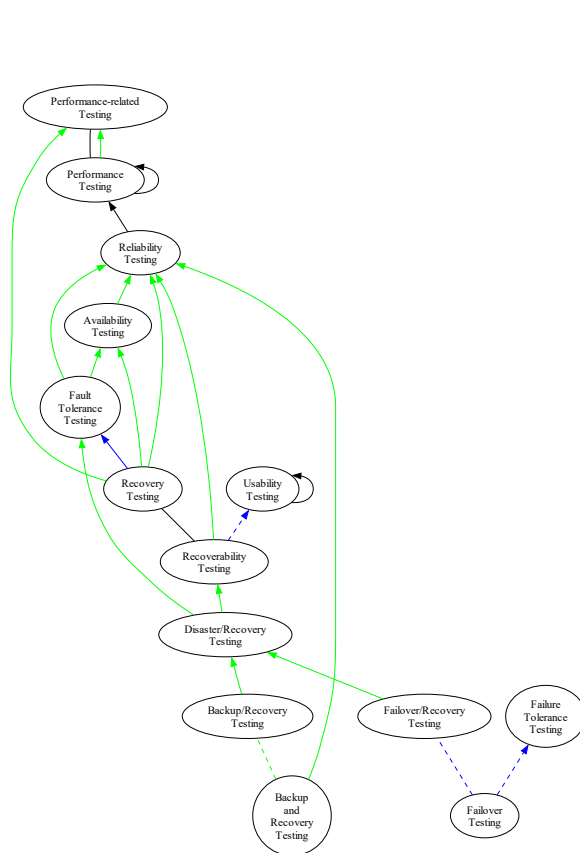 Performance-related
Testing
Performance
Testing
Reliability
Testing
Availability
Testing
Fault
Tolerance
Testing
Recovery
Testing
Usability
Testing
Recoverability
Testing
Disaster/Recovery
Testing
Backup/Recovery
Testing
Failover/Recovery
Testing
Failure
Tolerance
Testing
Backup
and
Recovery
Testing
Failover
Testing